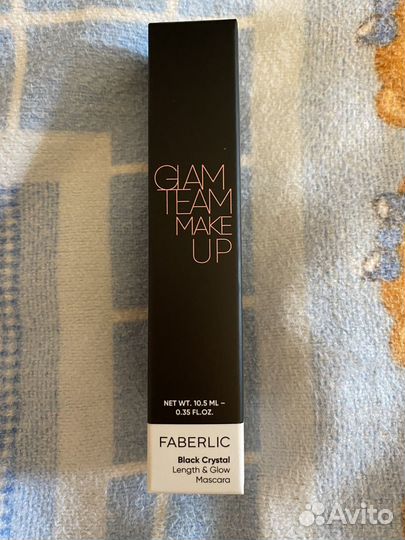 GLAM
TEAM
MAKE
UP
NET WT. 10.5 ML –
0.35 FL.OZ.
FABERLIC
Black Crystal
Length & Glow
Mascara
Avito